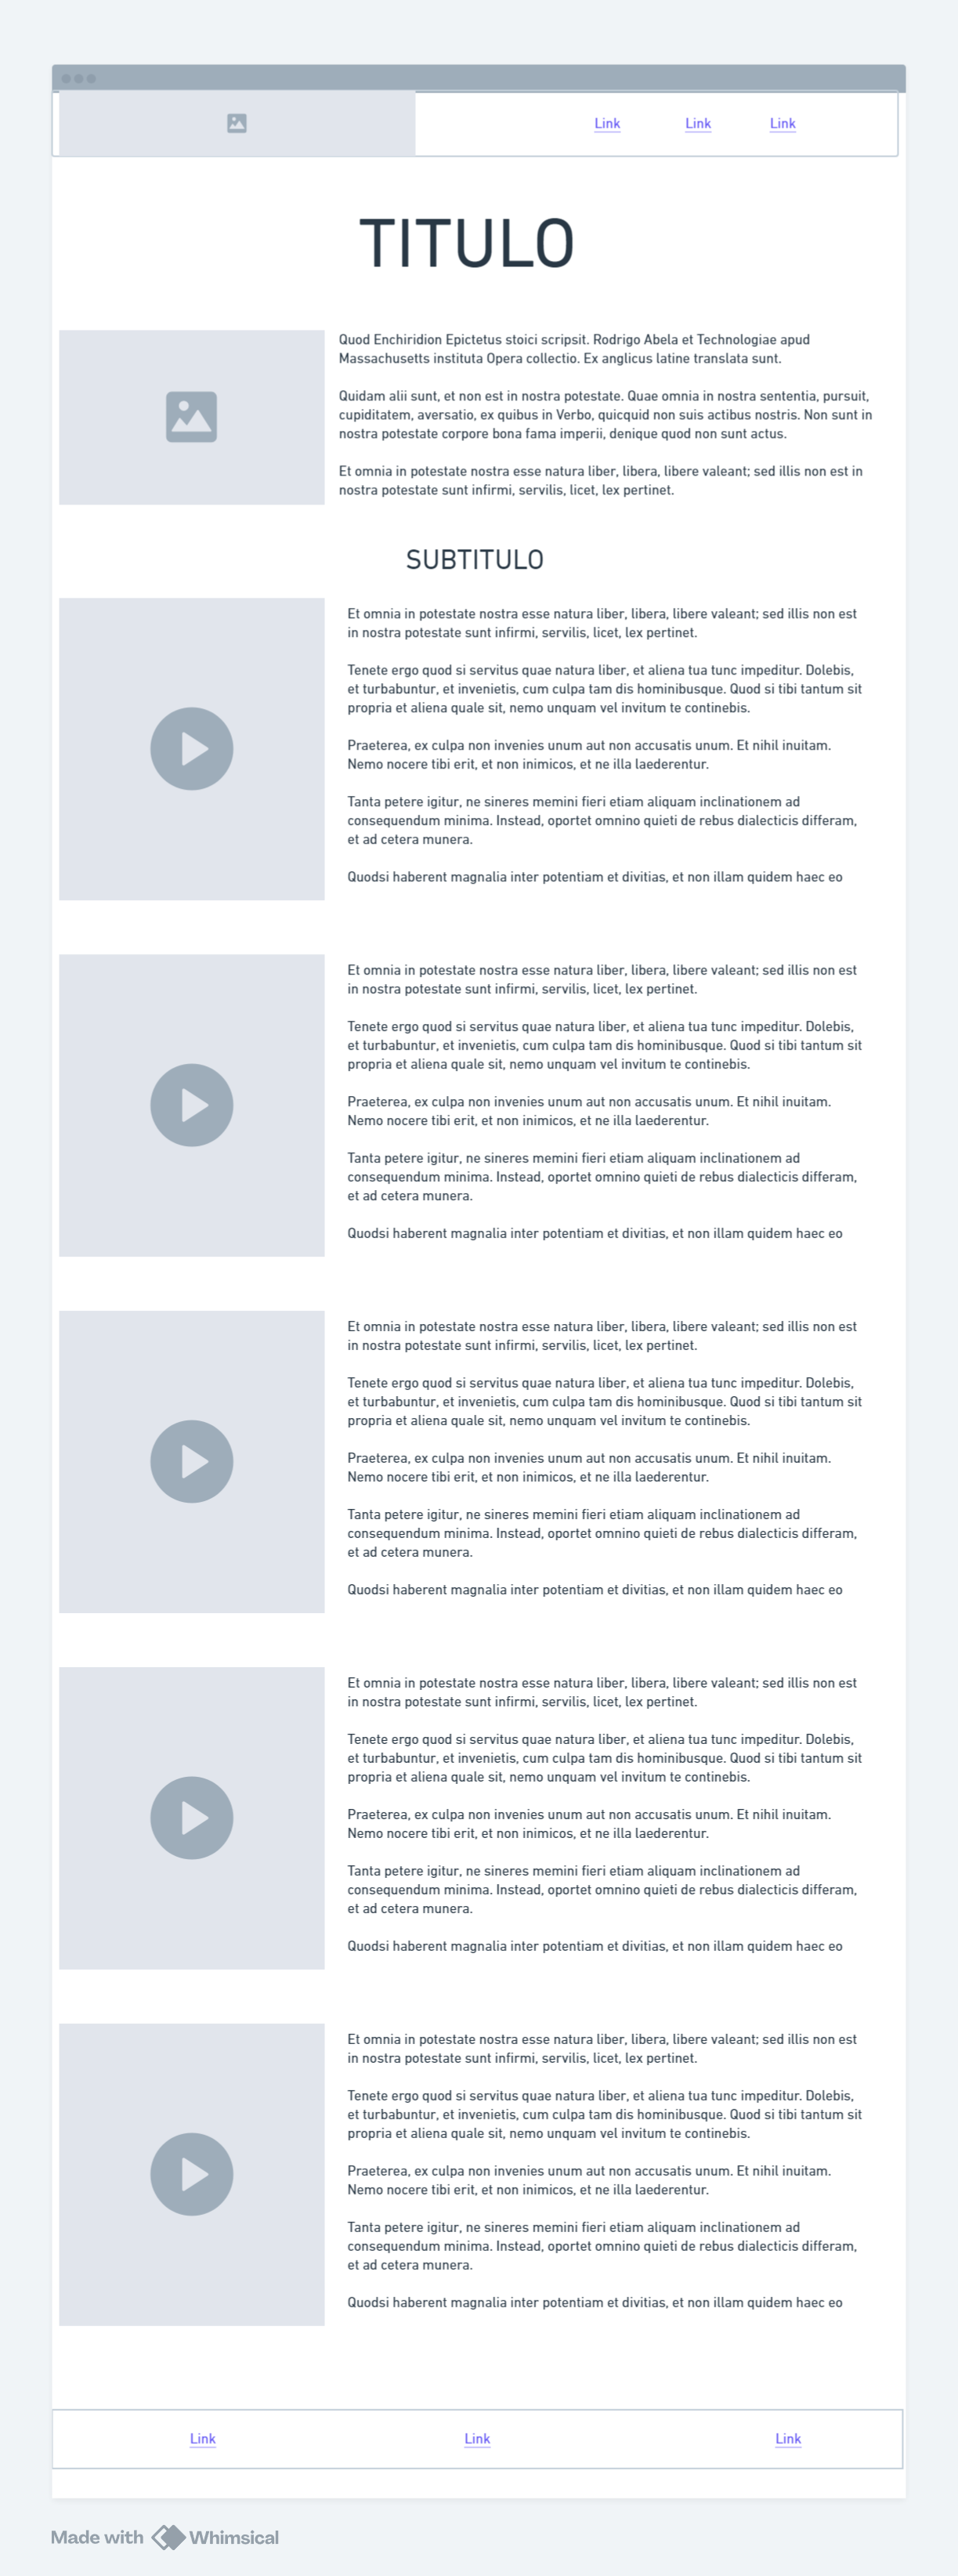 Link Link Link
TITULO
Quod Enchiridion Epictetus stoici scripsit. Rodrigo Abela et Technologiae apud
Massachusetts instituta Opera collectio. Ex anglicus latine translata sunt.
Quidam alii sunt, et non est in nostra potestate. Quae omnia in nostra sententia, pursuit,
cupiditatem, aversatio, ex quibus in Verbo, quicquid non suis actibus nostris. Non sunt in
nostra potestate corpore bona fama imperii, denique quod non sunt actus.
Et omnia in potestate nostra esse natura liber, libera, libere valeant; sed illis non est in
nostra potestate sunt infirmi, servilis, licet, lex pertinet.
SUBTITULO
Et omnia in potestate nostra esse natura liber, libera, libere valeant; sed illis non est
in nostra potestate sunt infirmi, servilis, licet, lex pertinet.
Tenete ergo quod si servitus quae natura liber, et aliena tua tunc impeditur. Dolebis,
et turbabuntur, et invenietis, cum culpa tam dis hominibusque. Quod si tibi tantum sit
propria et aliena quale sit, nemo unquam vel invitum te continebis.
Praeterea, ex culpa non invenies unum aut non accusatis unum. Et nihil inuitam.
Nemo nocere tibi erit, et non inimicos, et ne illa laederentur.
Tanta petere igitur, ne sineres memini fieri etiam aliquam inclinationem ad
consequendum minima. Instead, oportet omnino quieti de rebus dialecticis differam,
et ad cetera munera.
Quodsi haberent magnalia inter potentiam et divitias, et non illam quidem haec eo
Et omnia in potestate nostra esse natura liber, libera, libere valeant; sed illis non est
in nostra potestate sunt infirmi, servilis, licet, lex pertinet.
Tenete ergo quod si servitus quae natura liber, et aliena tua tunc impeditur. Dolebis,
et turbabuntur, et invenietis, cum culpa tam dis hominibusque. Quod si tibi tantum sit
propria et aliena quale sit, nemo unquam vel invitum te continebis.
Praeterea, ex culpa non invenies unum aut non accusatis unum. Et nihil inuitam.
Nemo nocere tibi erit, et non inimicos, et ne illa laederentur.
Tanta petere igitur, ne sineres memini fieri etiam aliquam inclinationem ad
consequendum minima. Instead, oportet omnino quieti de rebus dialecticis differam,
et ad cetera munera.
Quodsi haberent magnalia inter potentiam et divitias, et non illam quidem haec eo
Et omnia in potestate nostra esse natura liber, libera, libere valeant; sed illis non est
in nostra potestate sunt infirmi, servilis, licet, lex pertinet.
Tenete ergo quod si servitus quae natura liber, et aliena tua tunc impeditur. Dolebis,
et turbabuntur, et invenietis, cum culpa tam dis hominibusque. Quod si tibi tantum sit
propria et aliena quale sit, nemo unquam vel invitum te continebis.
Praeterea, ex culpa non invenies unum aut non accusatis unum. Et nihil inuitam.
Nemo nocere tibi erit, et non inimicos, et ne illa laederentur.
Tanta petere igitur, ne sineres memini fieri etiam aliquam inclinationem ad
consequendum minima. Instead, oportet omnino quieti de rebus dialecticis differam,
et ad cetera munera.
Quodsi haberent magnalia inter potentiam et divitias, et non illam quidem haec eo
Et omnia in potestate nostra esse natura liber, libera, libere valeant; sed illis non est
in nostra potestate sunt infirmi, servilis, licet, lex pertinet.
Tenete ergo quod si servitus quae natura liber, et aliena tua tunc impeditur. Dolebis,
et turbabuntur, et invenietis, cum culpa tam dis hominibusque. Quod si tibi tantum sit
propria et aliena quale sit, nemo unquam vel invitum te continebis.
Praeterea, ex culpa non invenies unum aut non accusatis unum. Et nihil inuitam.
Nemo nocere tibi erit, et non inimicos, et ne illa laederentur.
Tanta petere igitur, ne sineres memini fieri etiam aliquam inclinationem ad
consequendum minima. Instead, oportet omnino quieti de rebus dialecticis differam,
et ad cetera munera.
Quodsi haberent magnalia inter potentiam et divitias, et non illam quidem haec eo
Et omnia in potestate nostra esse natura liber, libera, libere valeant; sed illis non est
in nostra potestate sunt infirmi, servilis, licet, lex pertinet.
Tenete ergo quod si servitus quae natura liber, et aliena tua tunc impeditur. Dolebis,
et turbabuntur, et invenietis, cum culpa tam dis hominibusque. Quod si tibi tantum sit
propria et aliena quale sit, nemo unquam vel invitum te continebis.
Praeterea, ex culpa non invenies unum aut non accusatis unum. Et nihil inuitam.
Nemo nocere tibi erit, et non inimicos, et ne illa laederentur.
Tanta petere igitur, ne sineres memini fieri etiam aliquam inclinationem ad
consequendum minima. Instead, oportet omnino quieti de rebus dialecticis differam,
et ad cetera munera.
Quodsi haberent magnalia inter potentiam et divitias, et non illam quidem haec eo
Link Link Link
Made with Whimsical